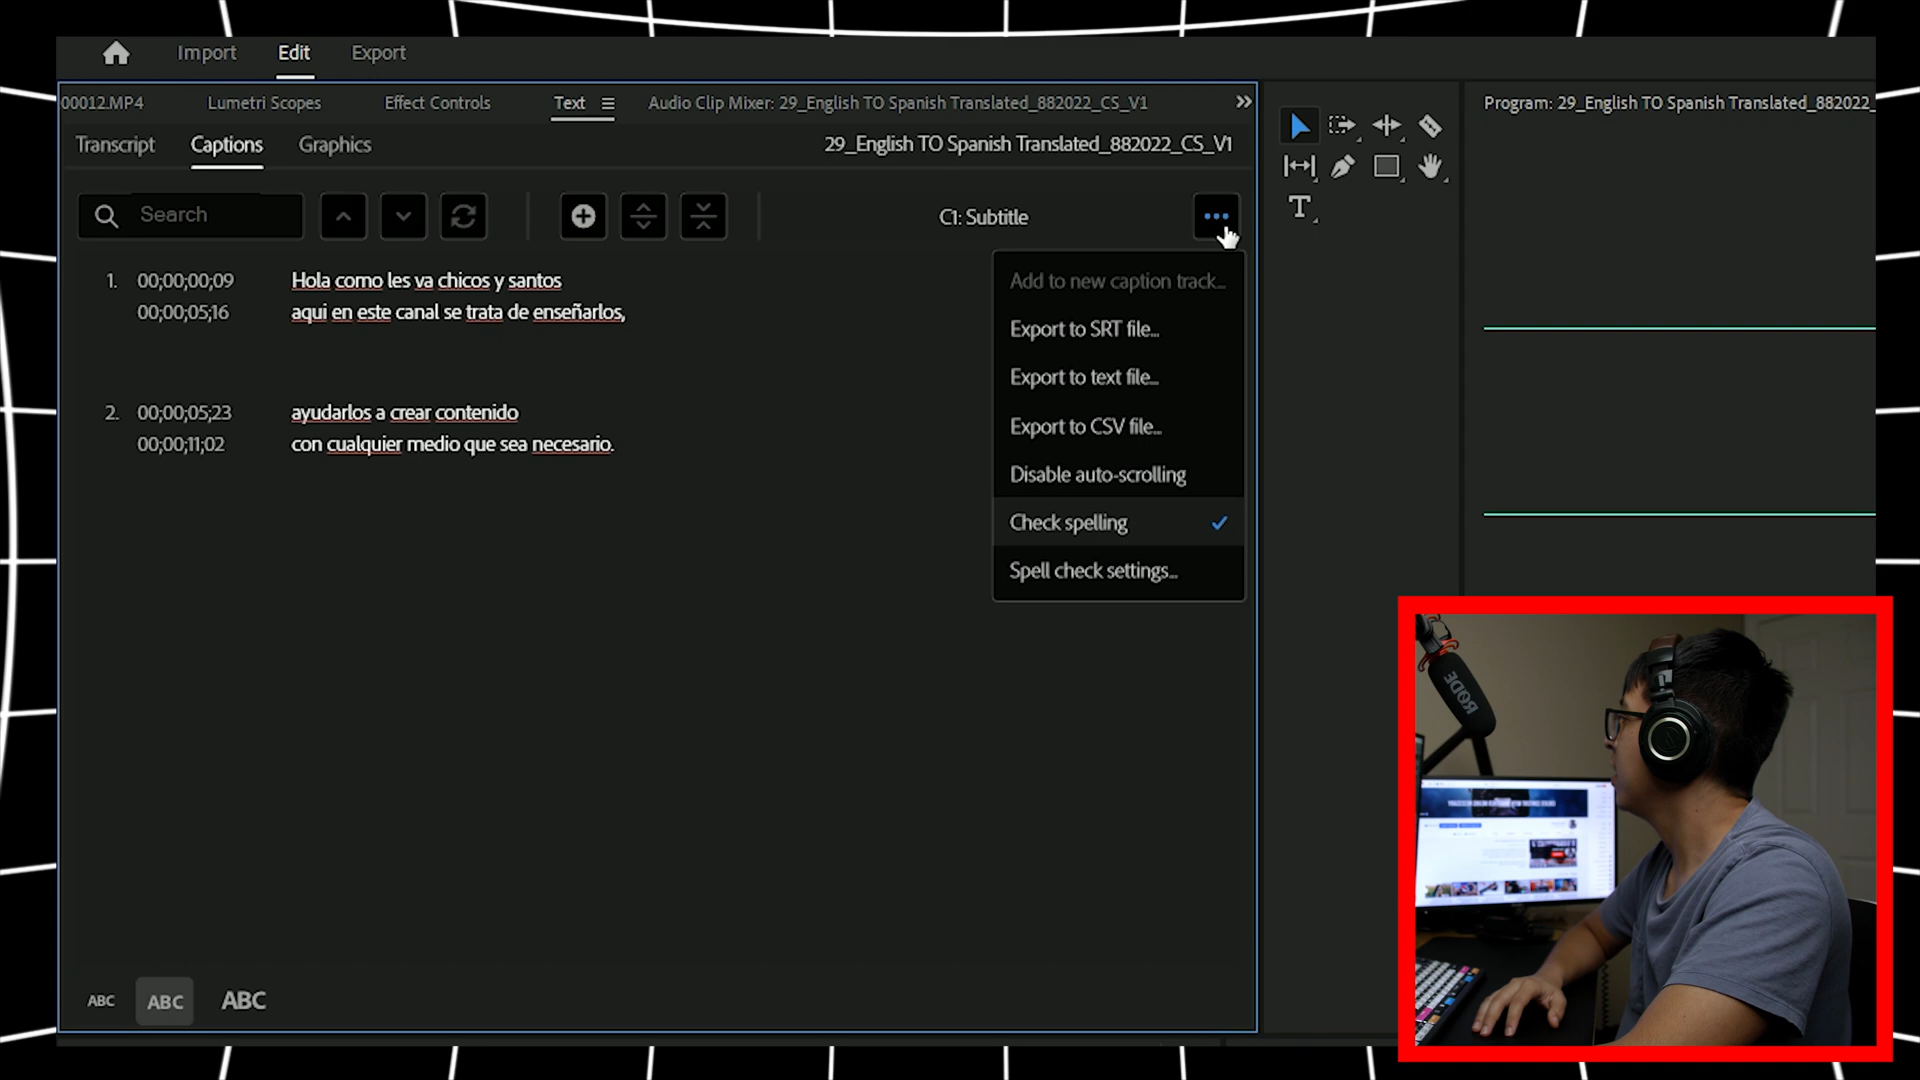 Import Edit Export
00012.MP4 Lumetri Scopes Effect Controls Text Audio Clip Mixer: 29_English TO Spanish Translated_882022_CS_V1
Program: 29_English TO Spanish Translated_882022_
Transcript Captions Graphics 29_English TO Spanish Translated_882022_CS_V1
Search C1: Subtitle
1. 00;00;00;09 Hola como les va chicos y santos
00;00;05;16 aqui en este canal se trata de enseñarlos,
2. 00;00;05;23 ayudarlos a crear contenido
00;00;11;02 con cualquier medio que sea necesario.
Add to new caption track...
Export to SRT file...
Export to text file...
Export to CSV file...
Disable auto-scrolling
Check spelling
Spell check settings...
ABC ABC ABC
RØDE